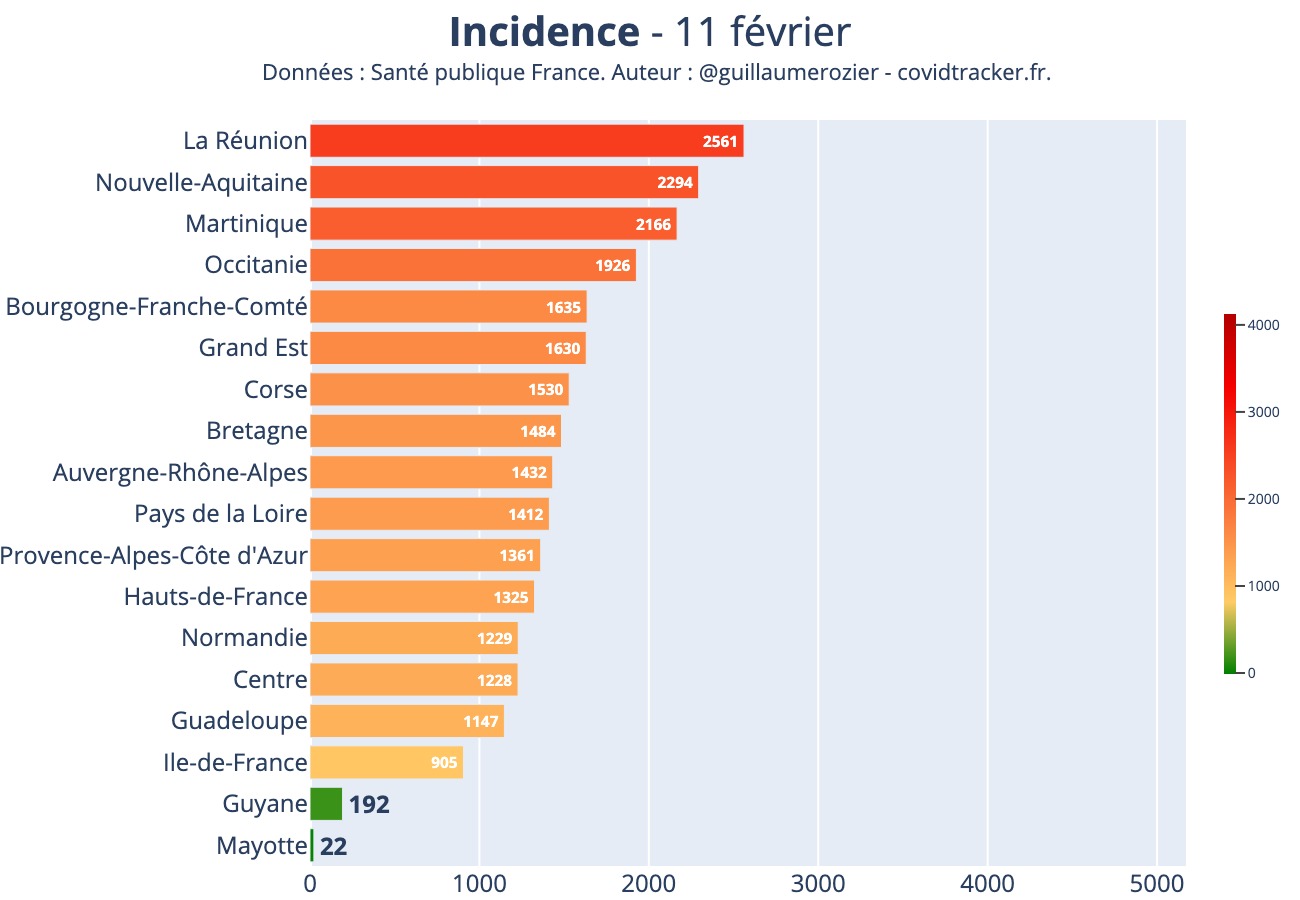 Incidence - 11 février
Données : Santé publique France. Auteur : @guillaumerozier - covidtracker.fr.
La Réunion 2561
Nouvelle-Aquitaine 2294
Martinique 2166
Occitanie 1926
Bourgogne-Franche-Comté 1635
Grand Est 1630
Corse 1530
Bretagne 1484
Auvergne-Rhône-Alpes 1432
Pays de la Loire 1412
Provence-Alpes-Côte d'Azur 1361
Hauts-de-France 1325
Normandie 1229
Centre 1228
Guadeloupe 1147
Ile-de-France 905
Guyane 192
Mayotte 22
0 1000 2000 3000 4000 5000
4000
3000
2000
1000
0